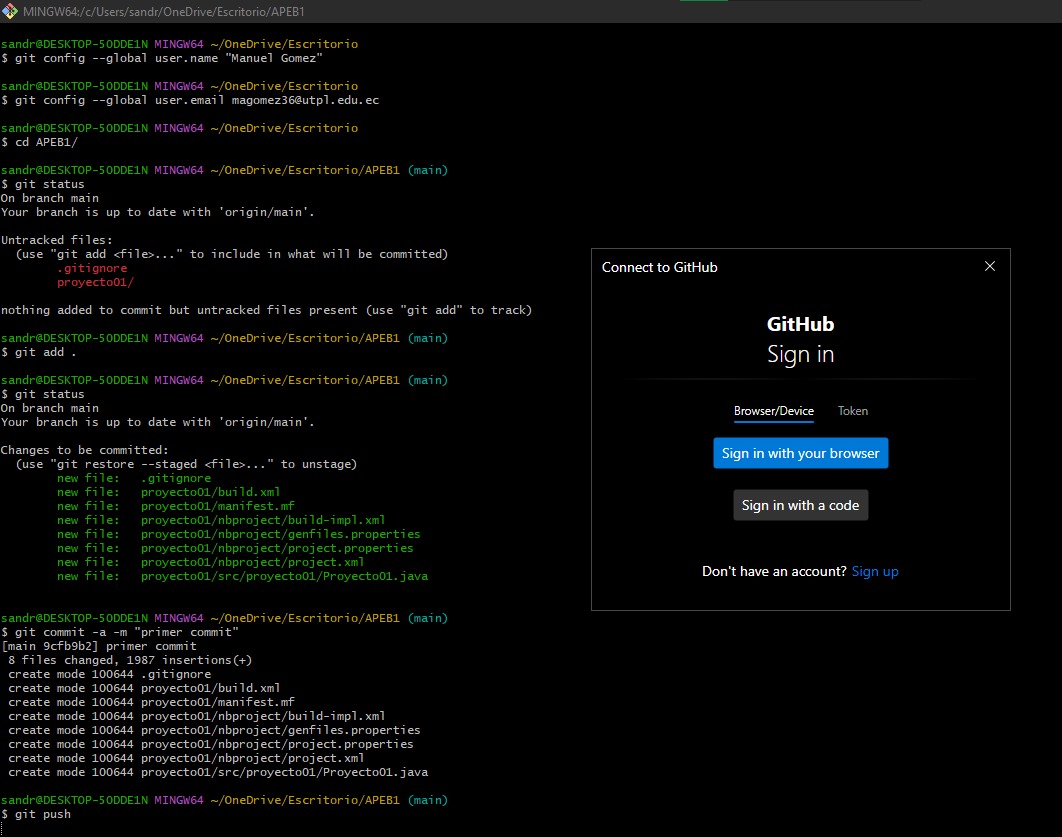 MINGW64:/c/Users/sandr/OneDrive/Escritorio/APEB1
sandr@DESKTOP-5ODDE1N MINGW64 ~/OneDrive/Escritorio
$ git config --global user.name "Manuel Gomez"
sandr@DESKTOP-5ODDE1N MINGW64 ~/OneDrive/Escritorio
$ git config --global user.email magomez36@utpl.edu.ec
sandr@DESKTOP-5ODDE1N MINGW64 ~/OneDrive/Escritorio
$ cd APEB1/
sandr@DESKTOP-5ODDE1N MINGW64 ~/OneDrive/Escritorio/APEB1 (main)
$ git status
On branch main
Your branch is up to date with 'origin/main'.
Untracked files:
(use "git add <file>..." to include in what will be committed)
.gitignore
proyecto01/
nothing added to commit but untracked files present (use "git add" to track)
sandr@DESKTOP-5ODDE1N MINGW64 ~/OneDrive/Escritorio/APEB1 (main)
$ git add .
sandr@DESKTOP-5ODDE1N MINGW64 ~/OneDrive/Escritorio/APEB1 (main)
$ git status
On branch main
Your branch is up to date with 'origin/main'.
Changes to be committed:
(use "git restore --staged <file>..." to unstage)
new file:   .gitignore
new file:   proyecto01/build.xml
new file:   proyecto01/manifest.mf
new file:   proyecto01/nbproject/build-impl.xml
new file:   proyecto01/nbproject/genfiles.properties
new file:   proyecto01/nbproject/project.properties
new file:   proyecto01/nbproject/project.xml
new file:   proyecto01/src/proyecto01/Proyecto01.java
sandr@DESKTOP-5ODDE1N MINGW64 ~/OneDrive/Escritorio/APEB1 (main)
$ git commit -a -m "primer commit"
[main 9cfb9b2] primer commit
8 files changed, 1987 insertions(+)
create mode 100644 .gitignore
create mode 100644 proyecto01/build.xml
create mode 100644 proyecto01/manifest.mf
create mode 100644 proyecto01/nbproject/build-impl.xml
create mode 100644 proyecto01/nbproject/genfiles.properties
create mode 100644 proyecto01/nbproject/project.properties
create mode 100644 proyecto01/nbproject/project.xml
create mode 100644 proyecto01/src/proyecto01/Proyecto01.java
sandr@DESKTOP-5ODDE1N MINGW64 ~/OneDrive/Escritorio/APEB1 (main)
$ git push
Connect to GitHub
GitHub
Sign in
Browser/Device Token
Sign in with your browser
Sign in with a code
Don't have an account? Sign up